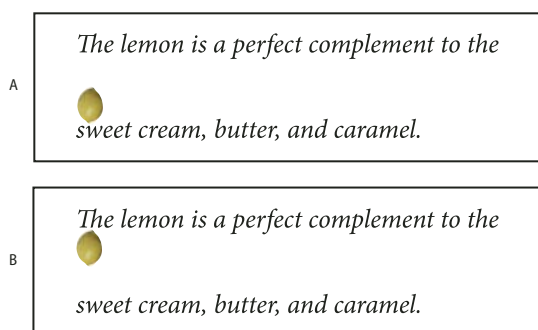 The lemon is a perfect complement to the
A
sweet cream, butter, and caramel.
The lemon is a perfect complement to the
B
sweet cream, butter, and caramel.